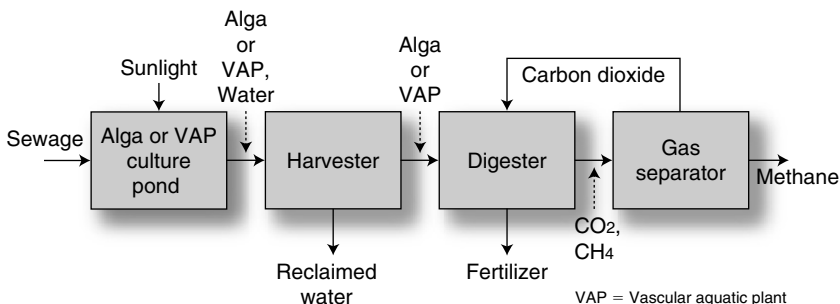 Alga
or
VAP,
Water
Alga
or
VAP
Sunlight
Carbon dioxide
Sewage
Alga or VAP
culture
pond
Harvester
Digester
Gas
separator
Methane
CO2,
CH4
Reclaimed
water
Fertilizer
VAP = Vascular aquatic plant